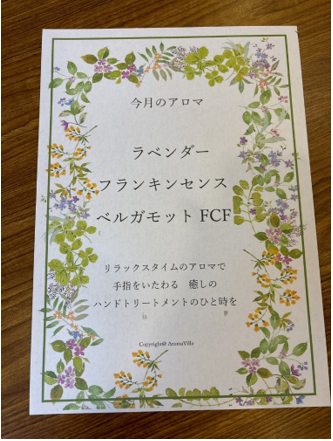 今月のアロマ
ラベンダー
フランキンセンス
ベルガモット FCF
リラックスタイムのアロマで
手指をいたわる　癒しの
ハンドトリートメントのひと時を
Copyright@ AromaVilla